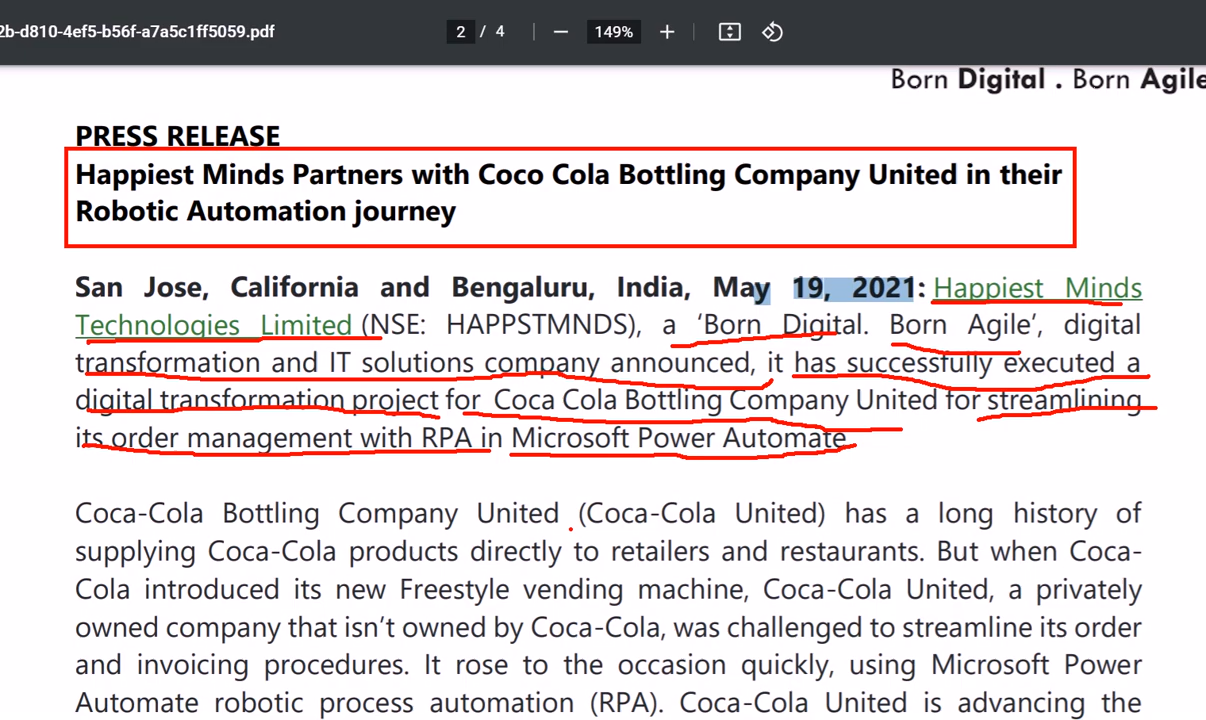 2b-d810-4ef5-b56f-a7a5c1ff5059.pdf 2 / 4 — 149% +
Born Digital . Born Agile
PRESS RELEASE
Happiest Minds Partners with Coco Cola Bottling Company United in their
Robotic Automation journey
San Jose, California and Bengaluru, India, May 19, 2021: Happiest Minds
Technologies Limited (NSE: HAPPSTMNDS), a ‘Born Digital. Born Agile’, digital
transformation and IT solutions company announced, it has successfully executed a
digital transformation project for Coca Cola Bottling Company United for streamlining
its order management with RPA in Microsoft Power Automate
Coca-Cola Bottling Company United (Coca-Cola United) has a long history of
supplying Coca-Cola products directly to retailers and restaurants. But when Coca-
Cola introduced its new Freestyle vending machine, Coca-Cola United, a privately
owned company that isn’t owned by Coca-Cola, was challenged to streamline its order
and invoicing procedures. It rose to the occasion quickly, using Microsoft Power
Automate robotic process automation (RPA). Coca-Cola United is advancing the